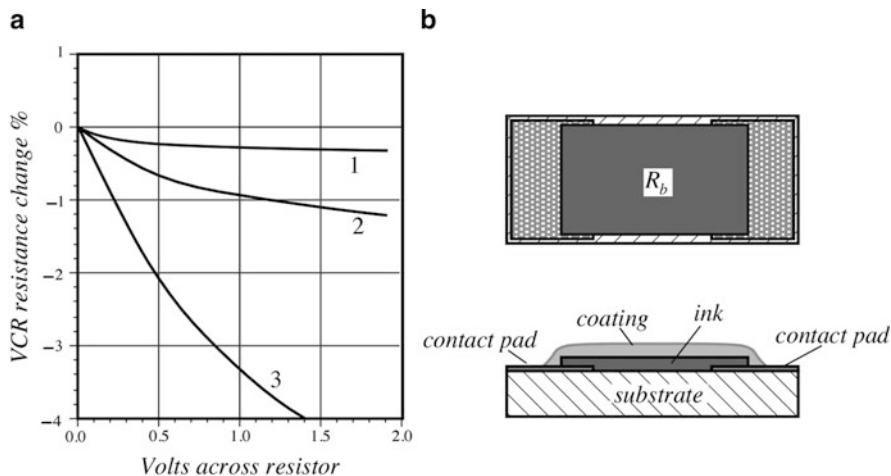 a
1
0
−1
−2
−3
−4
VCR resistance change %
1
2
3
0.0 0.5 1.0 1.5 2.0
Volts across resistor
b
R_b
contact pad
coating
ink
contact pad
substrate